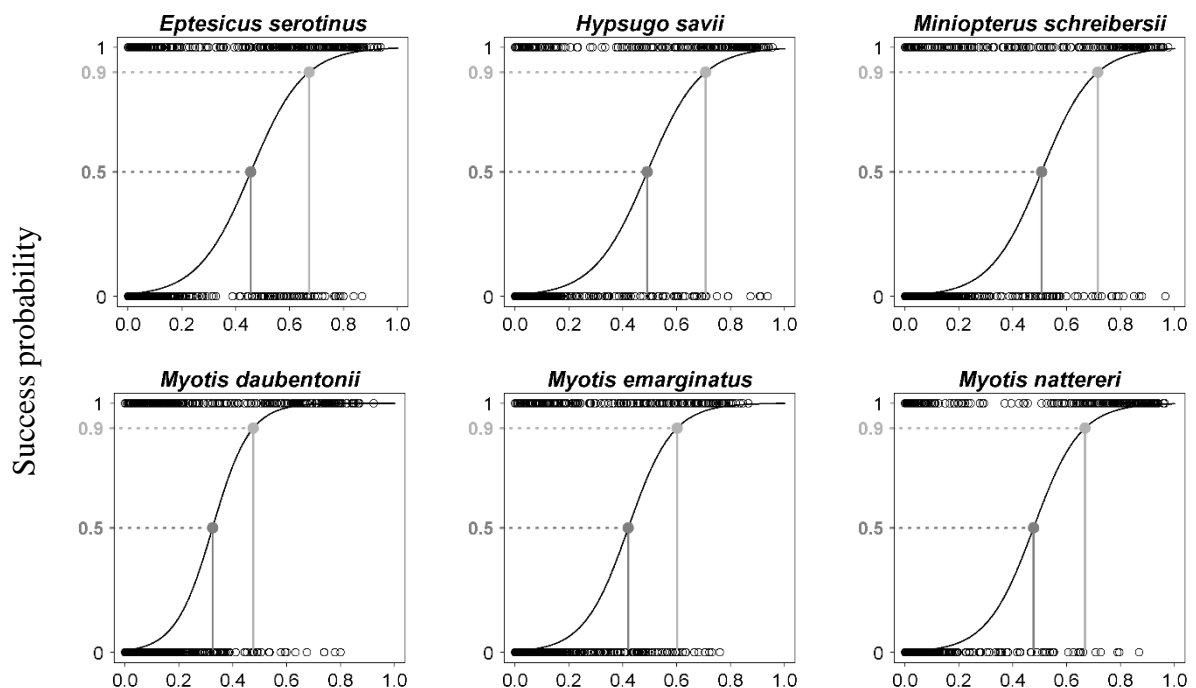 Success probability
Eptesicus serotinus
1
0.9
0.5
0
0.0 0.2 0.4 0.6 0.8 1.0
Hypsugo savii
1
0.9
0.5
0
0.0 0.2 0.4 0.6 0.8 1.0
Miniopterus schreibersii
1
0.9
0.5
0
0.0 0.2 0.4 0.6 0.8 1.0
Myotis daubentonii
1
0.9
0.5
0
0.0 0.2 0.4 0.6 0.8 1.0
Myotis emarginatus
1
0.9
0.5
0
0.0 0.2 0.4 0.6 0.8 1.0
Myotis nattereri
1
0.9
0.5
0
0.0 0.2 0.4 0.6 0.8 1.0